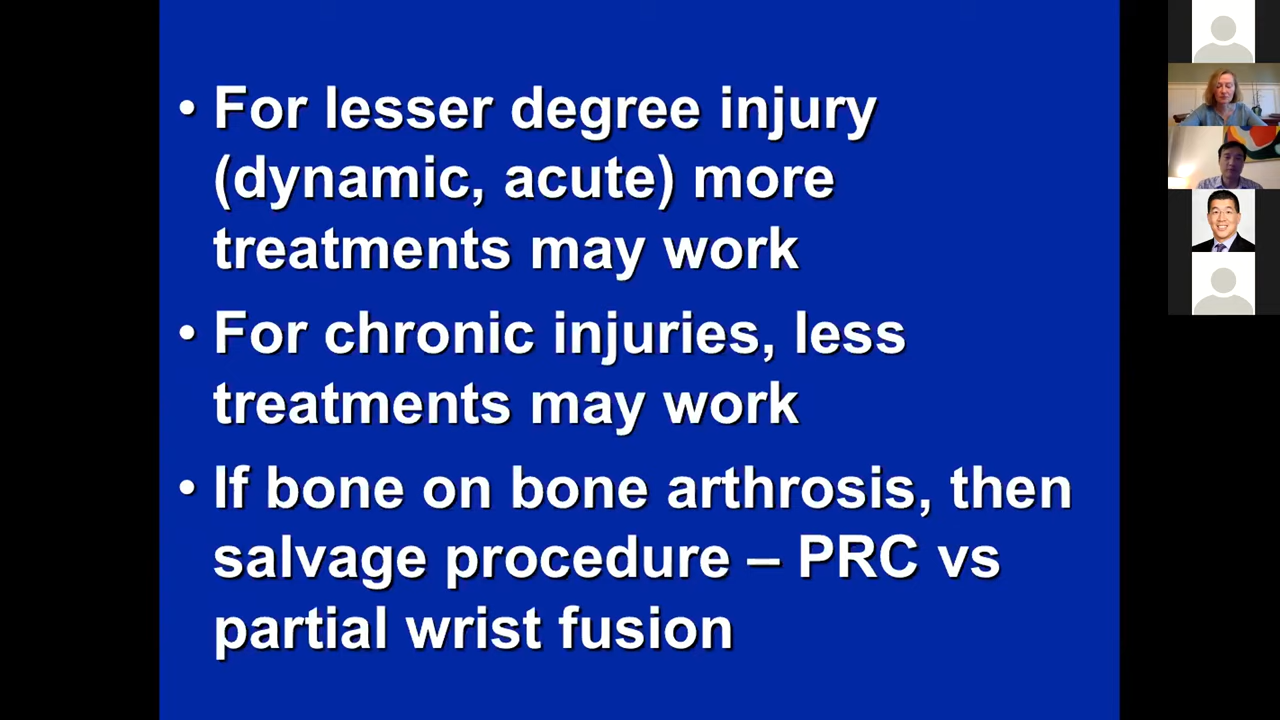 • For lesser degree injury
(dynamic, acute) more
treatments may work
• For chronic injuries, less
treatments may work
• If bone on bone arthrosis, then
salvage procedure – PRC vs
partial wrist fusion